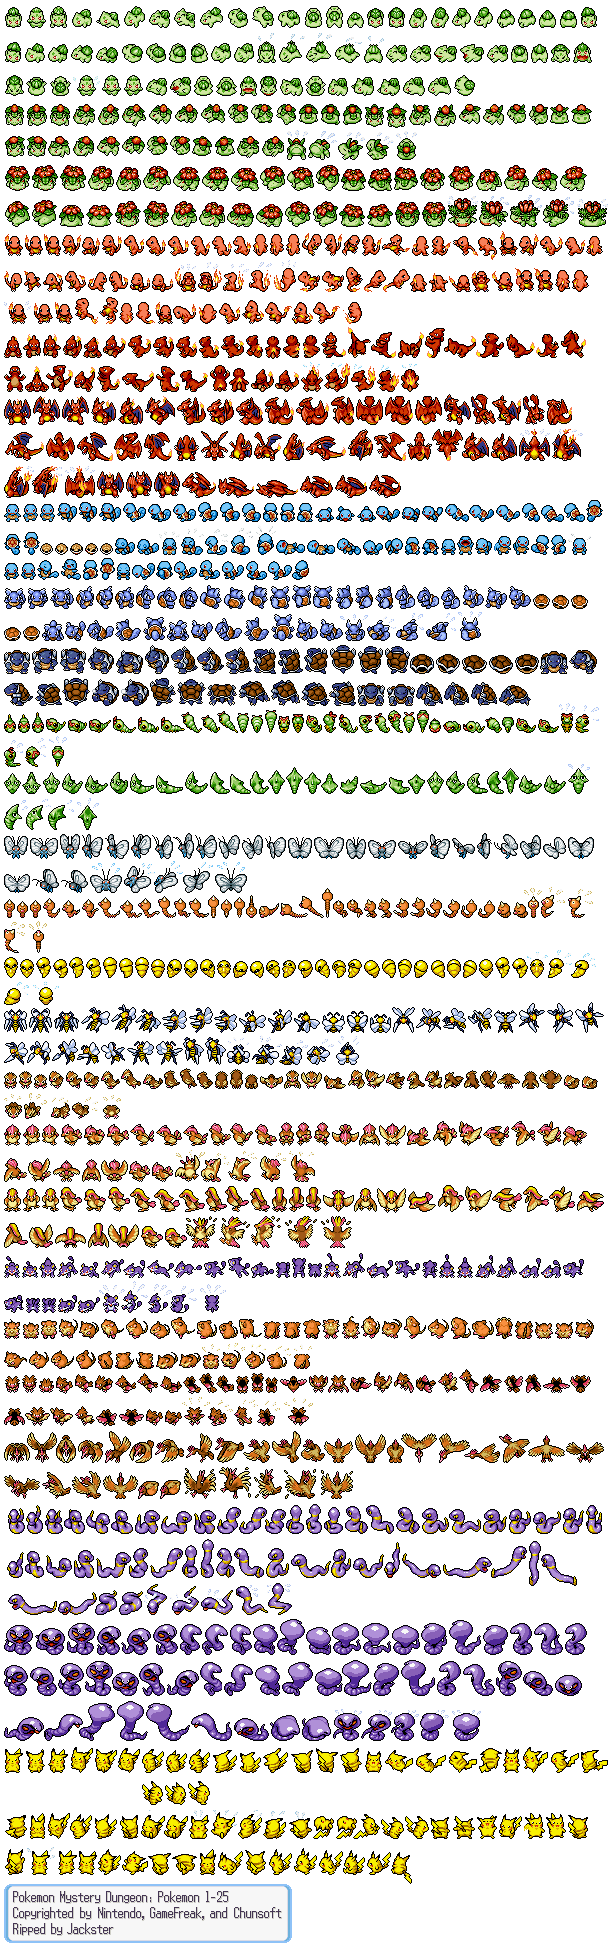 Pokemon Mystery Dungeon: Pokemon 1-25
Copyrighted by Nintendo, GameFreak, and Chunsoft
Ripped by Jackster